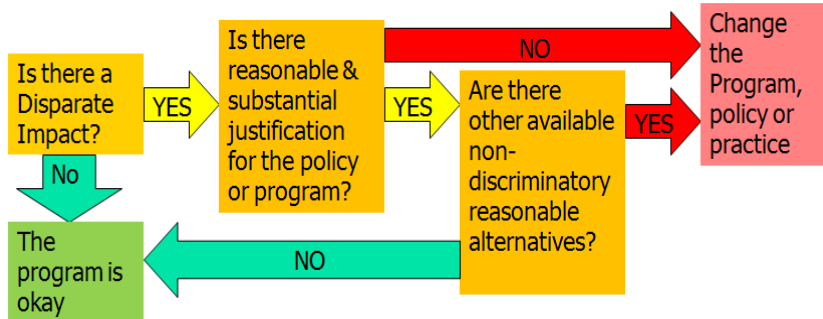 Is there a
Disparate
Impact?
YES
Is there
reasonable &
substantial
justification
for the policy
or program?
NO
YES
Are there
other available
non-
discriminatory
reasonable
alternatives?
YES
Change
the
Program,
policy or
practice
No
The
program is
okay
NO